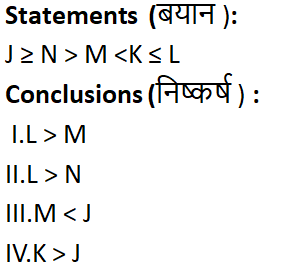 Statements (बयान ):
J ≥ N > M <K ≤ L
Conclusions (निष्कर्ष ) :
I.L > M
II.L > N
III.M < J
IV.K > J